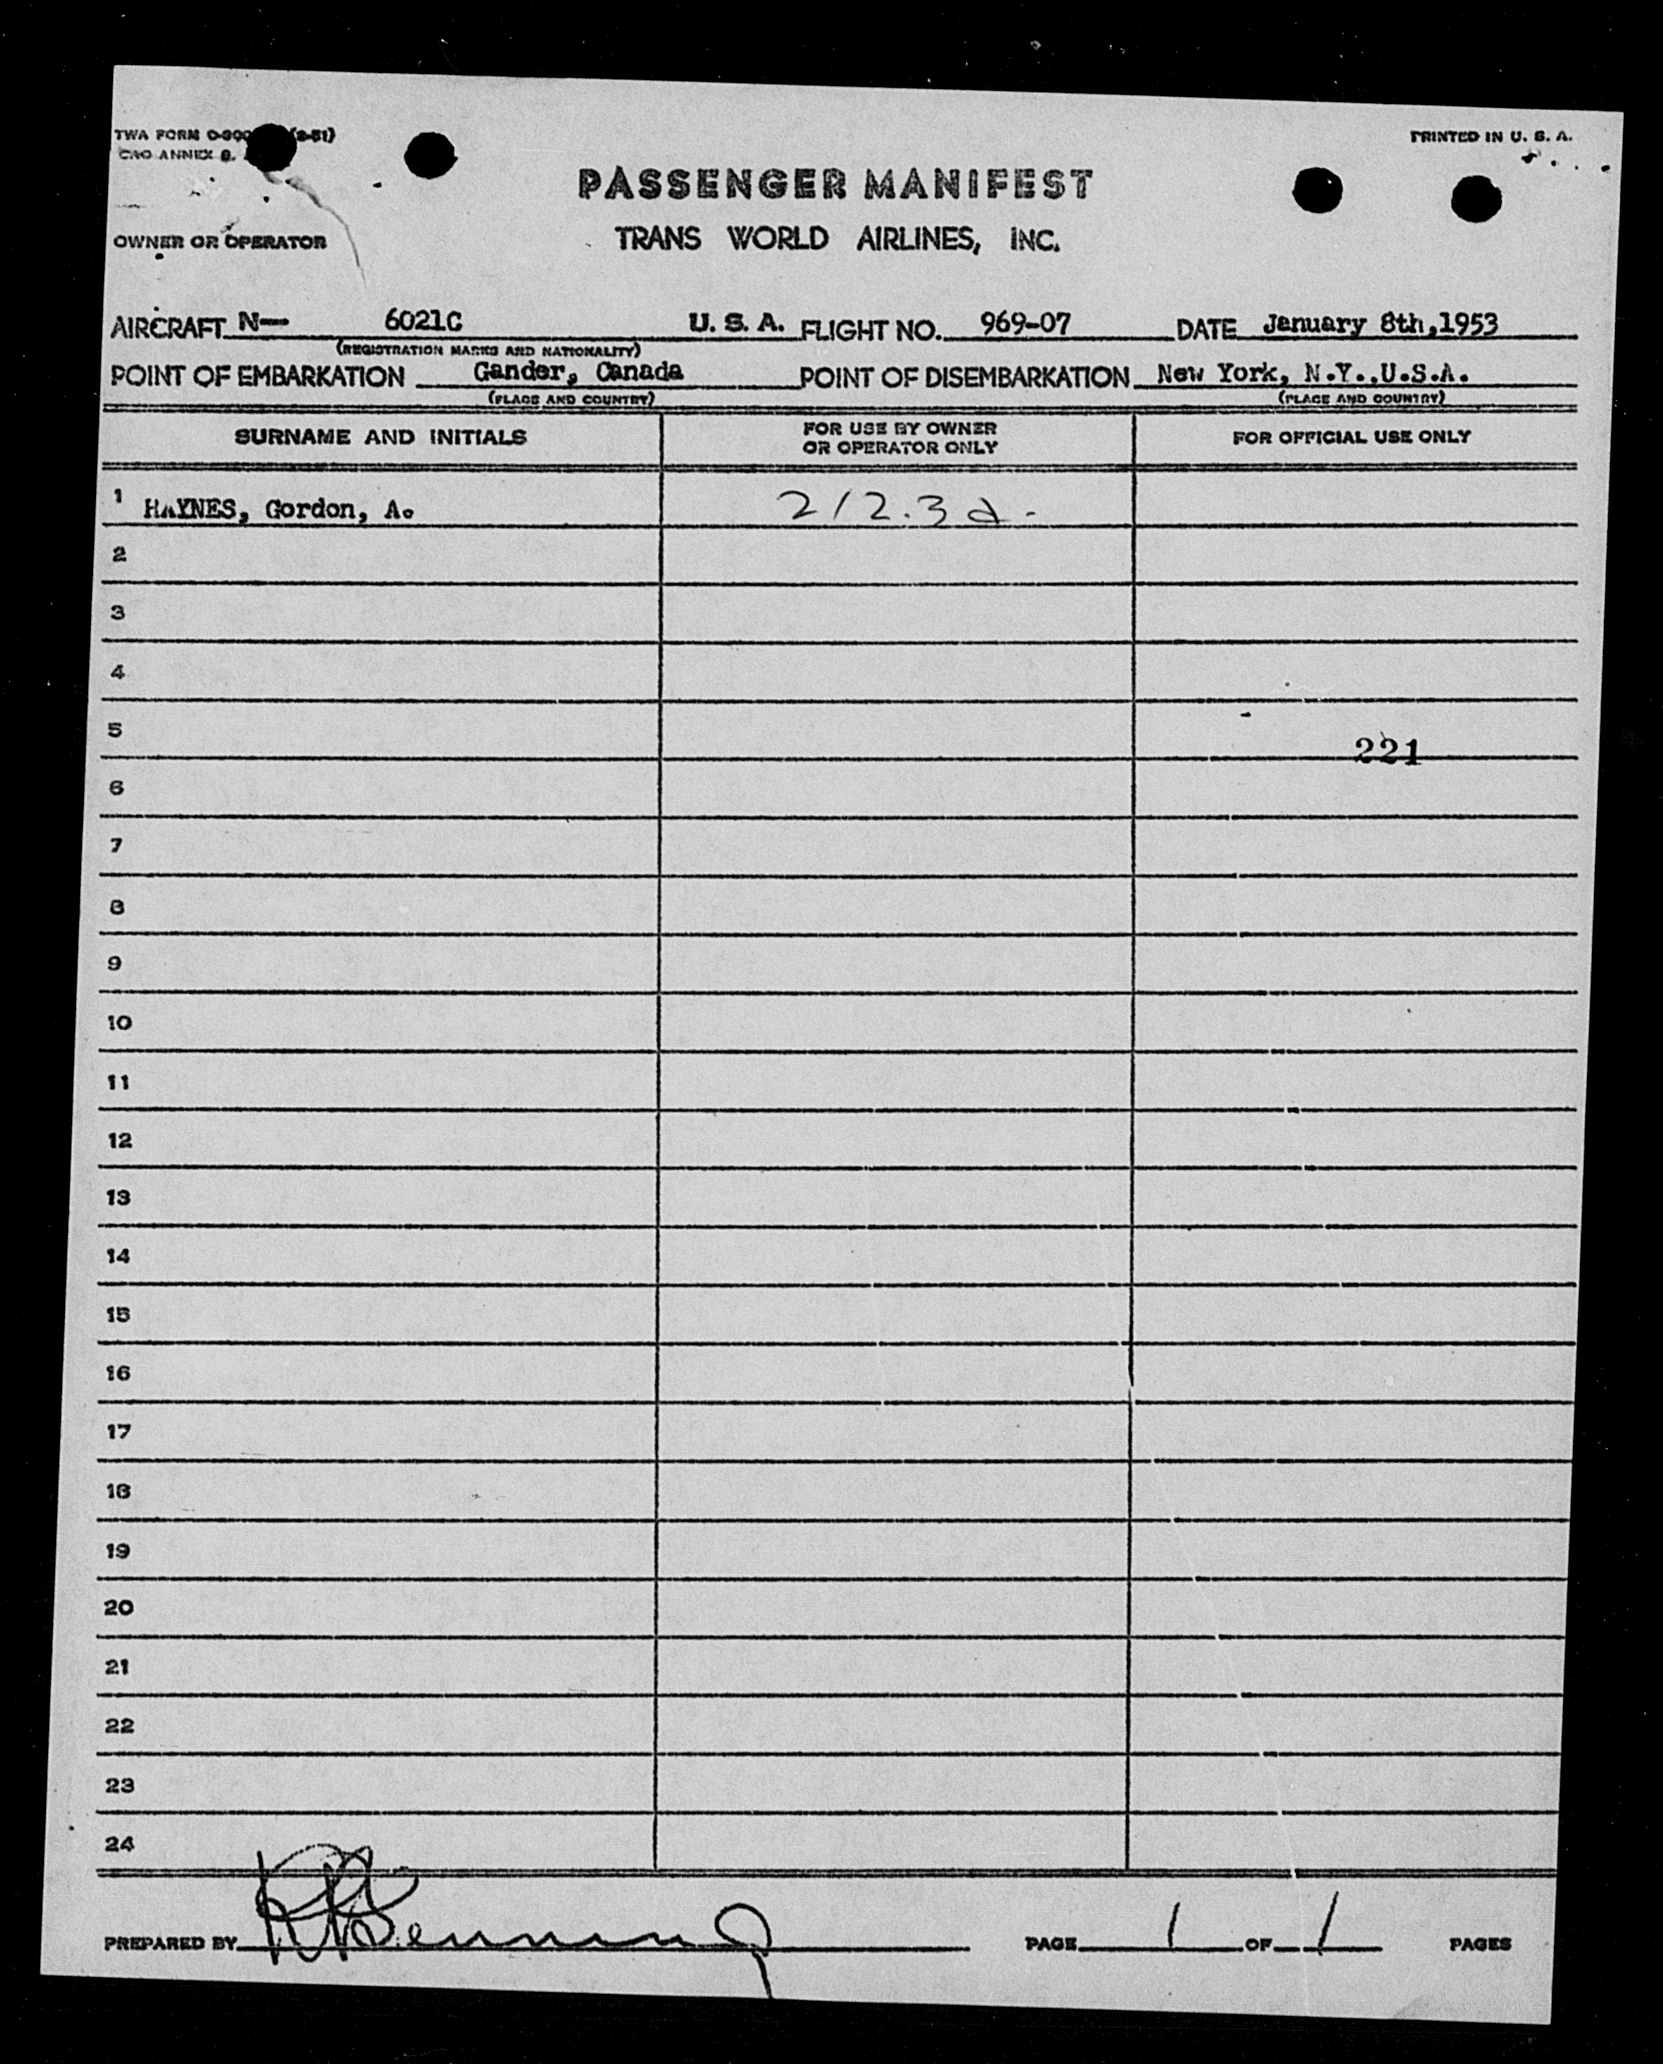 TWA FORM (2-51)
ANNEX 9.
PRINTED IN U. S. A.
PASSENGER MANIFEST
OWNER OR OPERATOR
TRANS WORLD AIRLINES, INC.
AIRCRAFT N— 6021C U. S. A. FLIGHT NO. 969-07 DATE January 8th,1953
(REGISTRATION MARKS AND NATIONALITY)
POINT OF EMBARKATION Gander, Canada POINT OF DISEMBARKATION New York, N.Y.,U.S.A.
(PLACE AND COUNTRY) (PLACE AND COUNTRY)
SURNAME AND INITIALS FOR USE BY OWNER OR OPERATOR ONLY FOR OFFICIAL USE ONLY
1 HAYNES, Gordon, A. 212.3d.
2
3
4
5
221
6
7
8
9
10
11
12
13
14
15
16
17
18
19
20
21
22
23
24
PREPARED BY PAGE 1 OF 1 PAGES